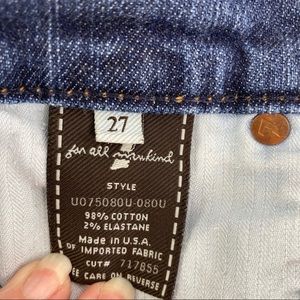 27
for all mankind
STYLE
U075080U-080U
98% COTTON
2% ELASTANE
Made in U.S.A.
OF IMPORTED FABRIC
CUT# 717855
SEE CARE ON REVERSE